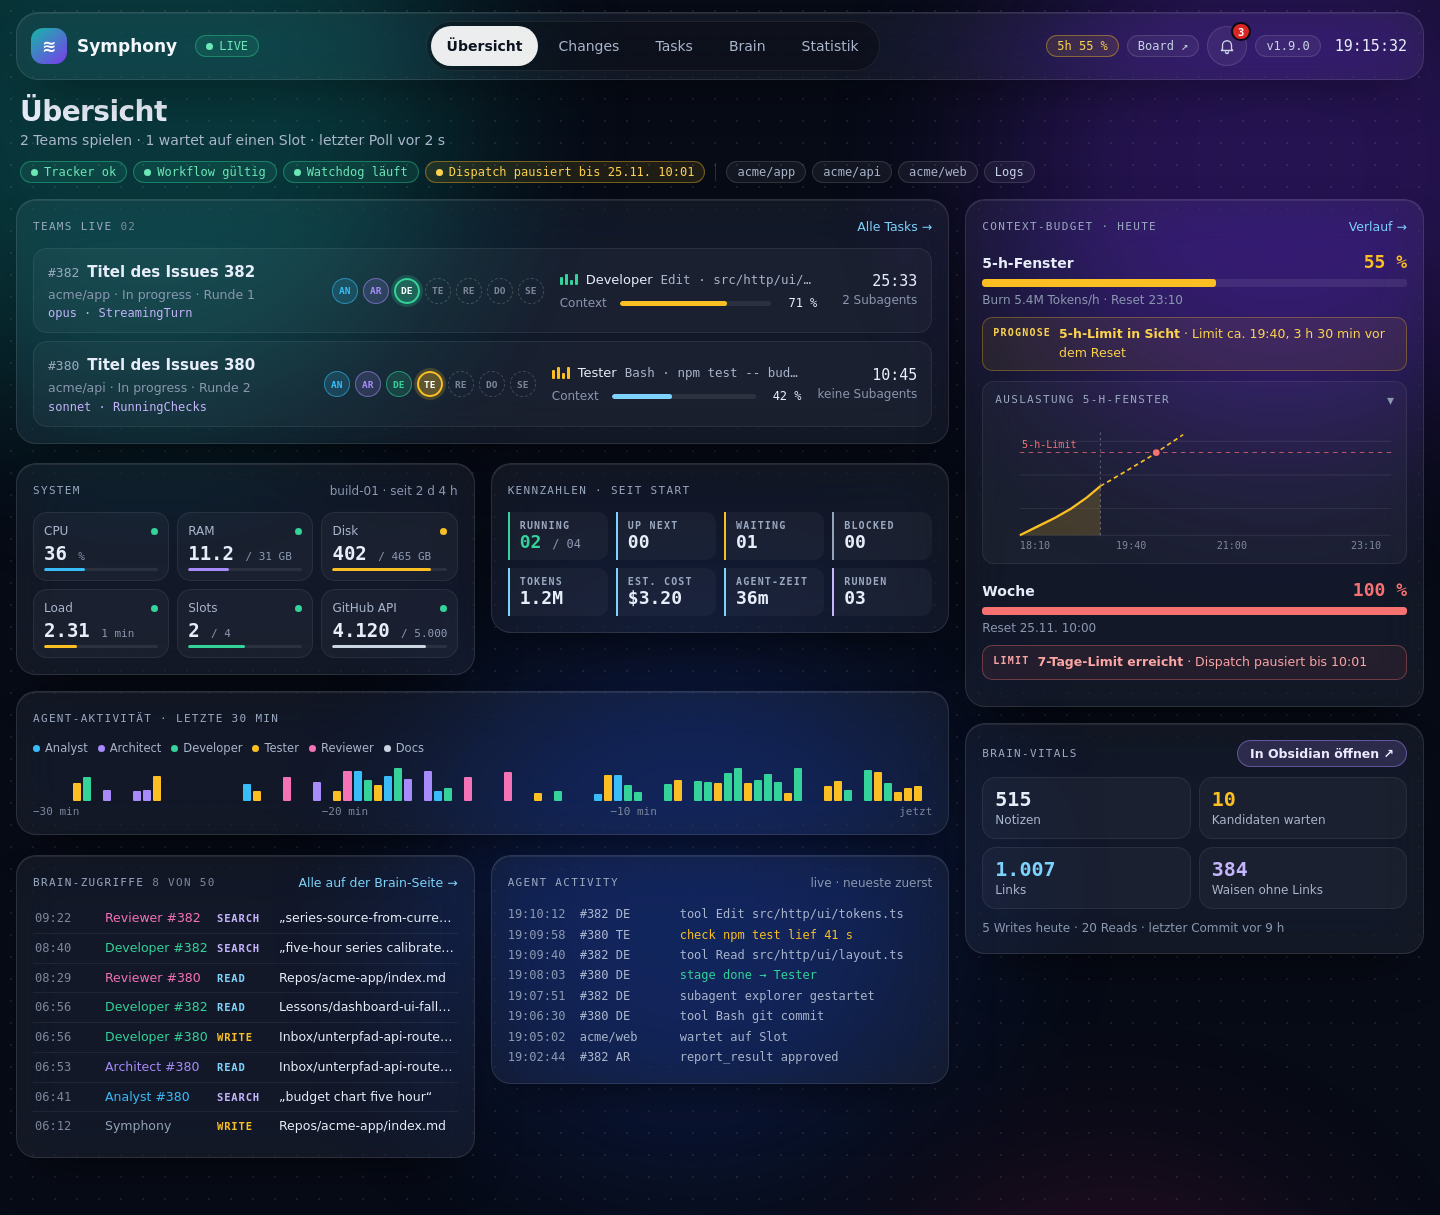 ≋ Symphony LIVE Übersicht Changes Tasks Brain Statistik 5h 55 % Board ↗ 3 v1.9.0 19:15:32
Übersicht
2 Teams spielen · 1 wartet auf einen Slot · letzter Poll vor 2 s
Tracker ok Workflow gültig Watchdog läuft Dispatch pausiert bis 25.11. 10:01 acme/app acme/api acme/web Logs
TEAMS LIVE 02 Alle Tasks →
#382 Titel des Issues 382
acme/app · In progress · Runde 1
opus · StreamingTurn
AN AR DE TE RE DO SE
Developer Edit · src/http/ui/…
Context 71 %
25:33
2 Subagents
#380 Titel des Issues 380
acme/api · In progress · Runde 2
sonnet · RunningChecks
AN AR DE TE RE DO SE
Tester Bash · npm test -- bud…
Context 42 %
10:45
keine Subagents
SYSTEM build-01 · seit 2 d 4 h
CPU
36 %
RAM
11.2 / 31 GB
Disk
402 / 465 GB
Load
2.31 1 min
Slots
2 / 4
GitHub API
4.120 / 5.000
KENNZAHLEN · SEIT START
RUNNING
02 / 04
UP NEXT
00
WAITING
01
BLOCKED
00
TOKENS
1.2M
EST. COST
$3.20
AGENT-ZEIT
36m
RUNDEN
03
AGENT-AKTIVITÄT · LETZTE 30 MIN
Analyst Architect Developer Tester Reviewer Docs
−30 min −20 min −10 min jetzt
BRAIN-ZUGRIFFE 8 VON 50 Alle auf der Brain-Seite →
09:22 Reviewer #382 SEARCH „series-source-from-curre…
08:40 Developer #382 SEARCH „five-hour series calibrate…
08:29 Reviewer #380 READ Repos/acme-app/index.md
06:56 Developer #382 READ Lessons/dashboard-ui-fall…
06:56 Developer #380 WRITE Inbox/unterpfad-api-route…
06:53 Architect #380 READ Inbox/unterpfad-api-route…
06:41 Analyst #380 SEARCH „budget chart five hour“
06:12 Symphony WRITE Repos/acme-app/index.md
AGENT ACTIVITY live · neueste zuerst
19:10:12 #382 DE tool Edit src/http/ui/tokens.ts
19:09:58 #380 TE check npm test lief 41 s
19:09:40 #382 DE tool Read src/http/ui/layout.ts
19:08:03 #380 DE stage done → Tester
19:07:51 #382 DE subagent explorer gestartet
19:06:30 #380 DE tool Bash git commit
19:05:02 acme/web wartet auf Slot
19:02:44 #382 AR report_result approved
CONTEXT-BUDGET · HEUTE Verlauf →
5-h-Fenster 55 %
Burn 5.4M Tokens/h · Reset 23:10
PROGNOSE 5-h-Limit in Sicht · Limit ca. 19:40, 3 h 30 min vor
dem Reset
AUSLASTUNG 5-H-FENSTER ▾
5-h-Limit
18:10 19:40 21:00 23:10
Woche 100 %
Reset 25.11. 10:00
LIMIT 7-Tage-Limit erreicht · Dispatch pausiert bis 10:01
BRAIN-VITALS In Obsidian öffnen ↗
515
Notizen
10
Kandidaten warten
1.007
Links
384
Waisen ohne Links
5 Writes heute · 20 Reads · letzter Commit vor 9 h